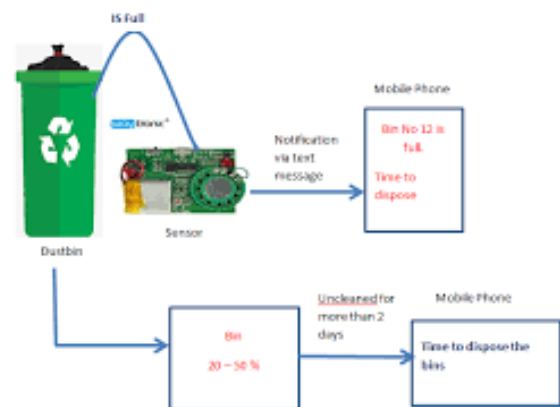 IS Full
Mobile Phone
Bin No 12 is
full.
Time to
dispose
Notification
via text
message
Sensor
Dustbin
Uncleaned for
more than 2
days
Mobile Phone
Bin
20 – 50 %
Time to dispose the
bins